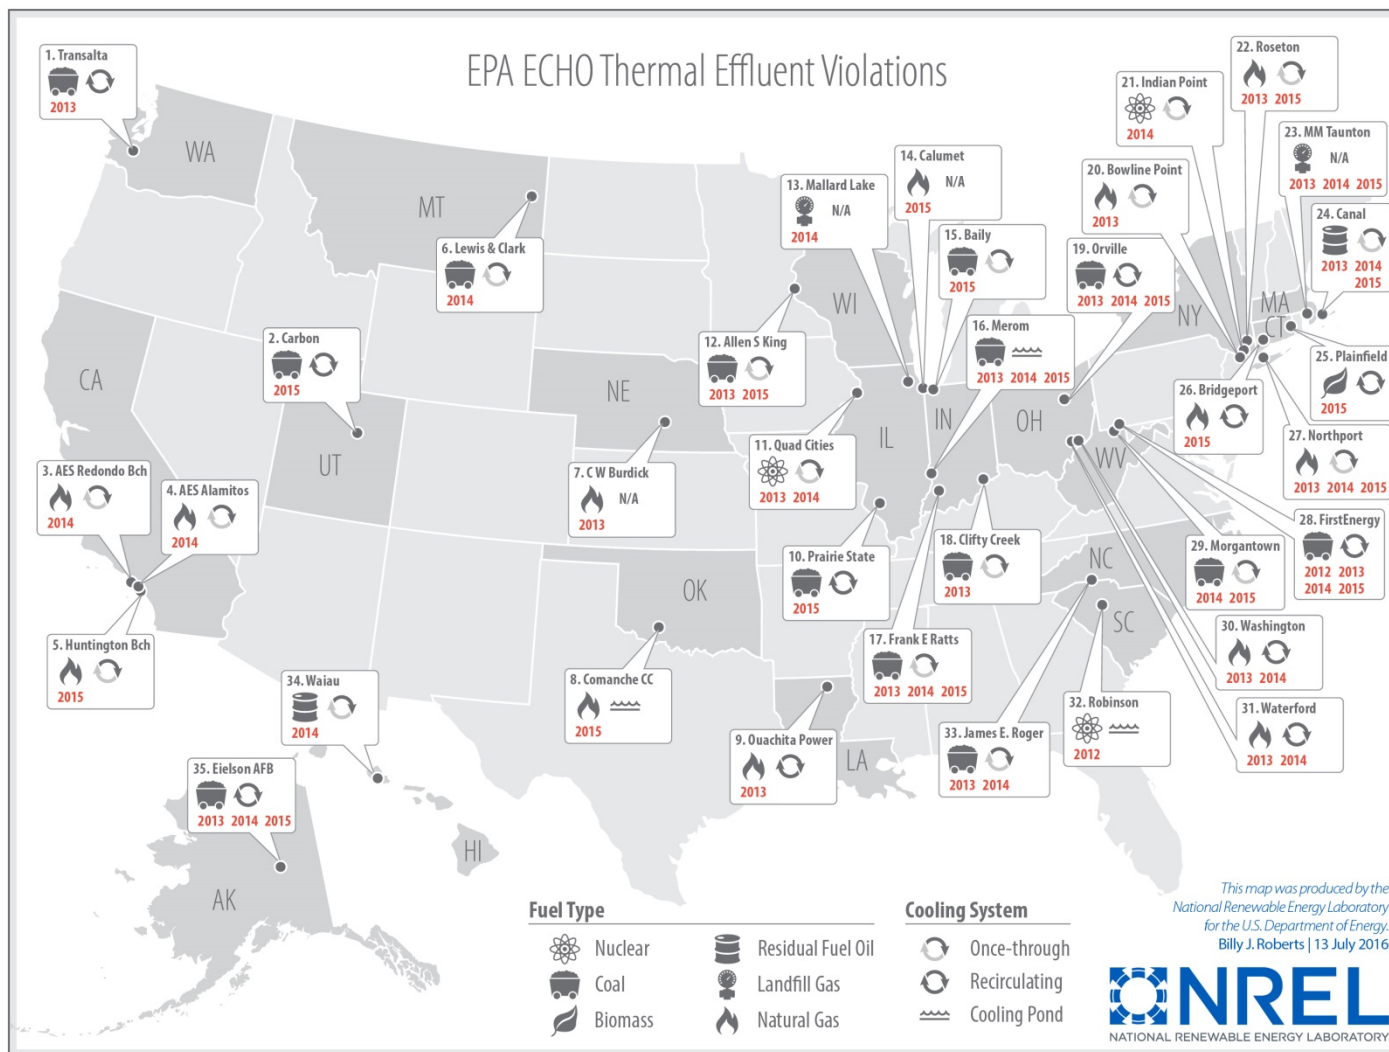 EPA ECHO Thermal Effluent Violations
1. Transalta
2013
2. Carbon
2015
3. AES Redondo Bch
2014
4. AES Alamitos
2014
5. Huntington Bch
2015
6. Lewis & Clark
2014
7. C W Burdick
N/A
2013
8. Comanche CC
2015
9. Ouachita Power
2013
10. Prairie State
2015
11. Quad Cities
2013 2014
12. Allen S King
2013 2015
13. Mallard Lake
N/A
2014
14. Calumet
N/A
2015
15. Baily
2015
16. Merom
2013 2014 2015
17. Frank E Ratts
2013 2014 2015
18. Clifty Creek
2013
19. Orville
2013 2014 2015
20. Bowline Point
2013
21. Indian Point
2014
22. Roseton
2013 2015
23. MM Taunton
N/A
2013 2014 2015
24. Canal
2013 2014
2015
25. Plainfield
2015
26. Bridgeport
2015
27. Northport
2013 2014 2015
28. FirstEnergy
2012 2013
2014 2015
29. Morgantown
2014 2015
30. Washington
2013 2014
31. Waterford
2013 2014
32. Robinson
2012
33. James E. Roger
2013 2014
34. Waiau
2014
35. Eielson AFB
2013 2014 2015
WA
MT
CA
UT
NE
OK
WI
IL
IN
OH
NY
MA
CT
WV
NC
SC
LA
HI
AK
Fuel Type
Nuclear
Coal
Biomass
Residual Fuel Oil
Landfill Gas
Natural Gas
Cooling System
Once-through
Recirculating
Cooling Pond
This map was produced by the
National Renewable Energy Laboratory
for the U.S. Department of Energy.
Billy J. Roberts | 13 July 2016
NREL
NATIONAL RENEWABLE ENERGY LABORATORY